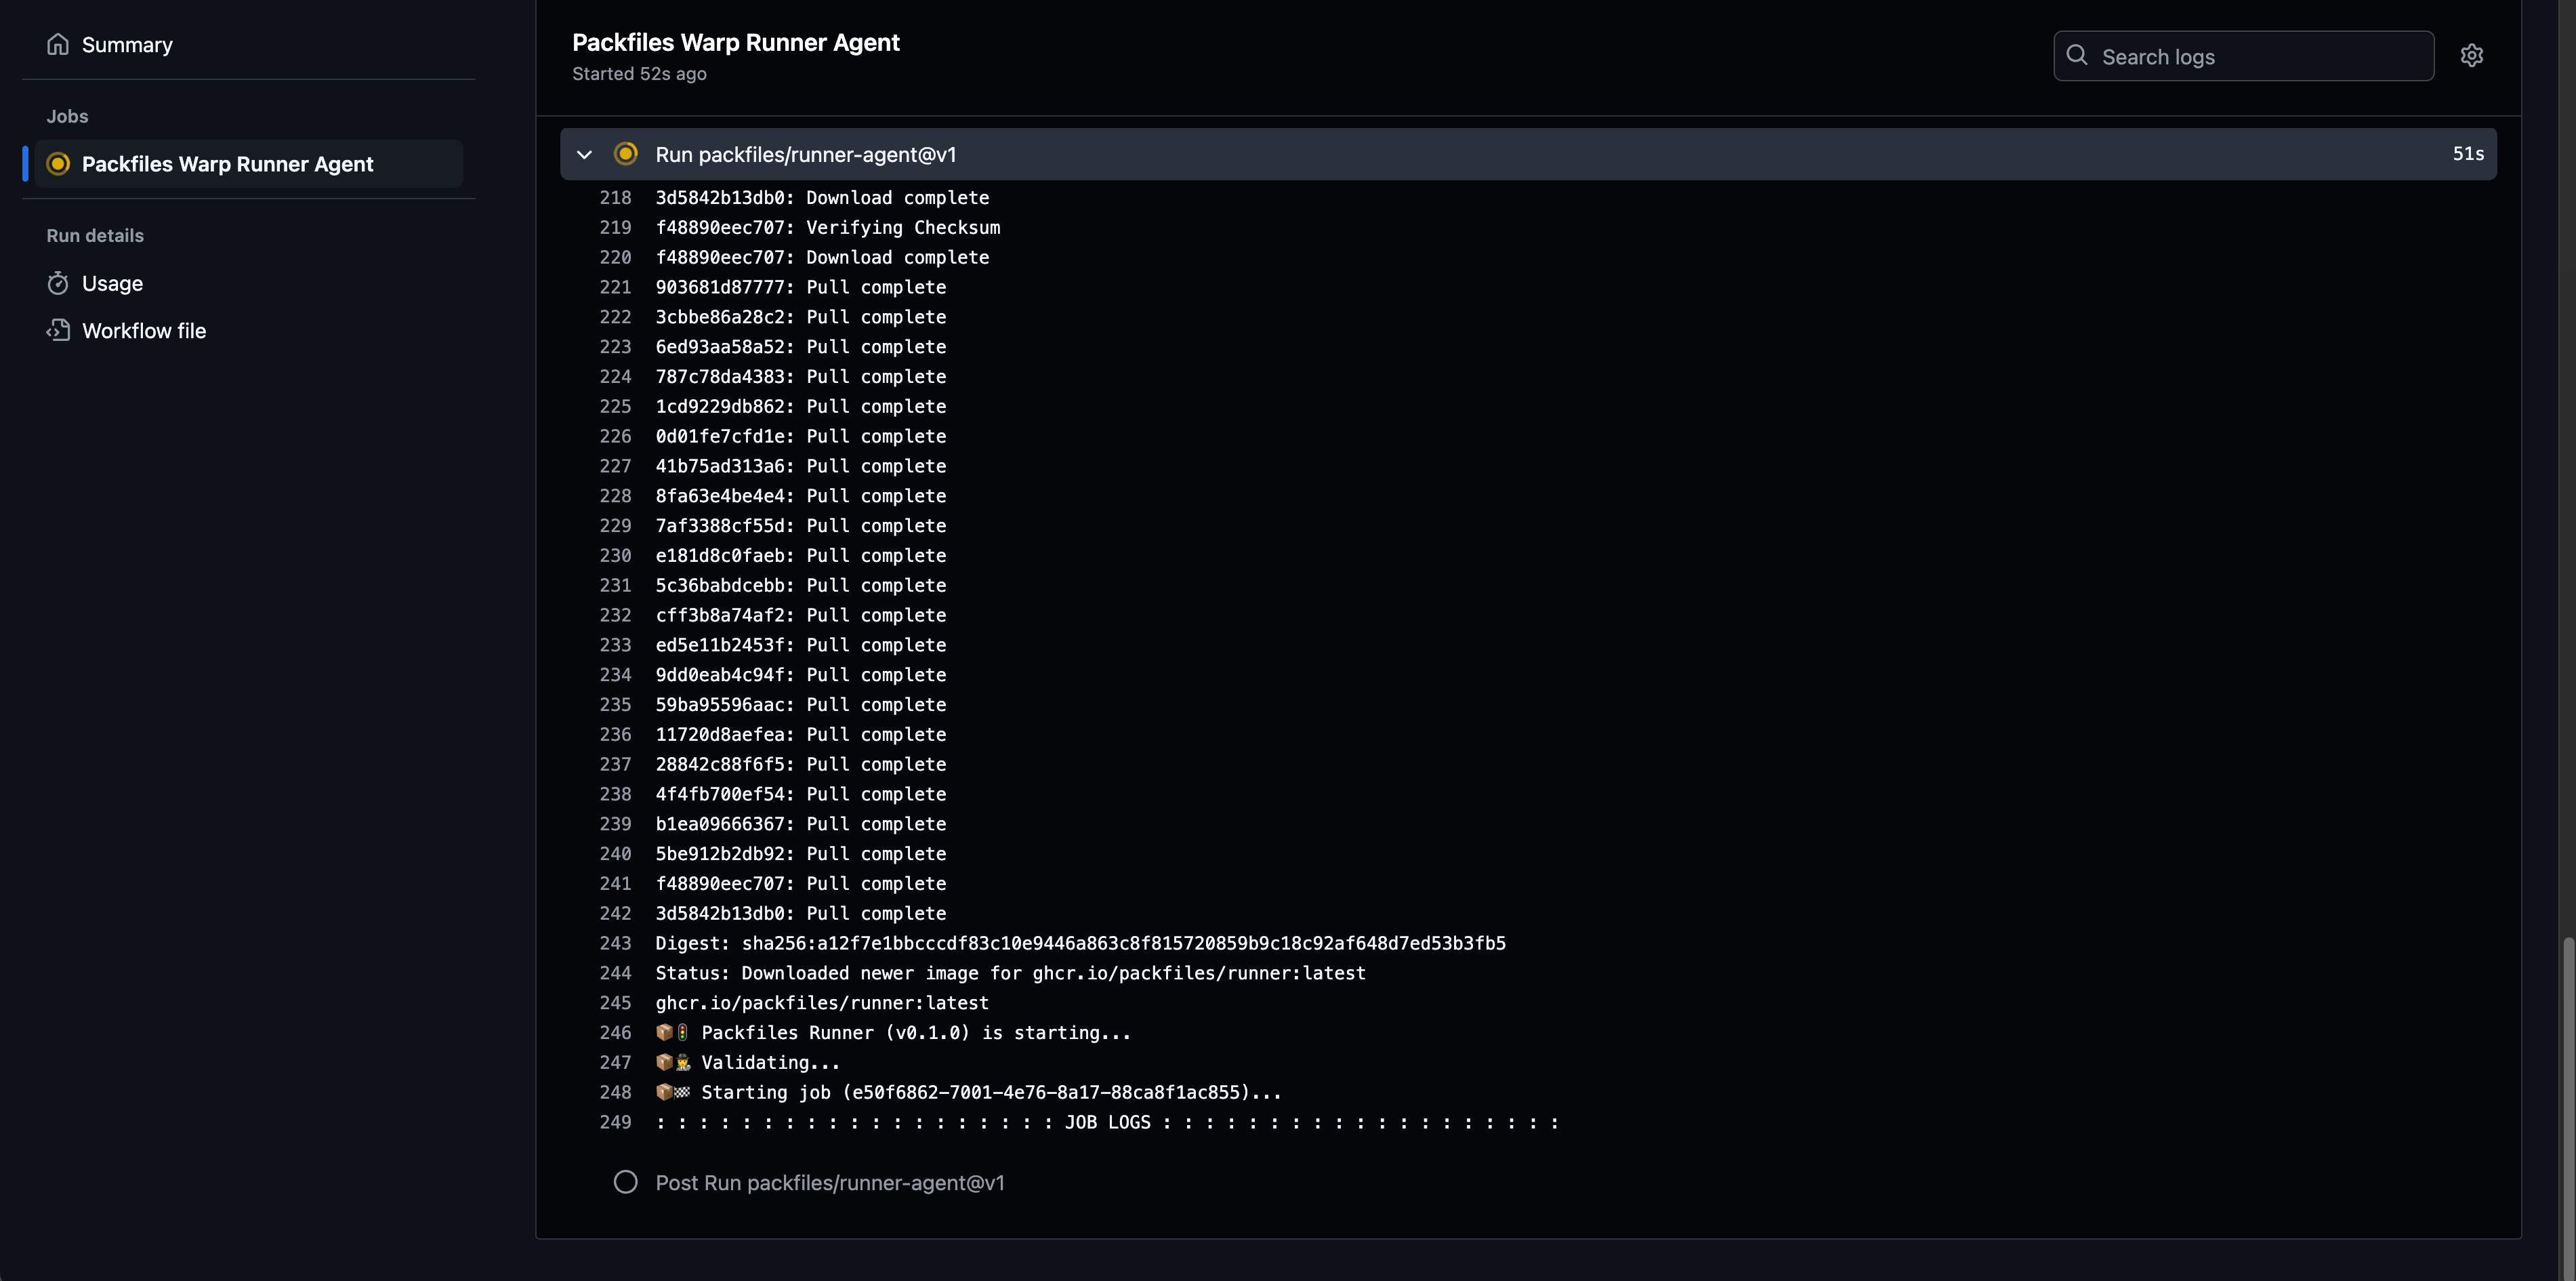 Summary
Jobs
Packfiles Warp Runner Agent
Run details
Usage
Workflow file
Packfiles Warp Runner Agent
Started 52s ago
Search logs
Run packfiles/runner-agent@v1 51s
218 3d5842b13db0: Download complete
219 f48890eec707: Verifying Checksum
220 f48890eec707: Download complete
221 903681d87777: Pull complete
222 3cbbe86a28c2: Pull complete
223 6ed93aa58a52: Pull complete
224 787c78da4383: Pull complete
225 1cd9229db862: Pull complete
226 0d01fe7cfd1e: Pull complete
227 41b75ad313a6: Pull complete
228 8fa63e4be4e4: Pull complete
229 7af3388cf55d: Pull complete
230 e181d8c0faeb: Pull complete
231 5c36babdcebb: Pull complete
232 cff3b8a74af2: Pull complete
233 ed5e11b2453f: Pull complete
234 9dd0eab4c94f: Pull complete
235 59ba95596aac: Pull complete
236 11720d8aefea: Pull complete
237 28842c88f6f5: Pull complete
238 4f4fb700ef54: Pull complete
239 b1ea09666367: Pull complete
240 5be912b2db92: Pull complete
241 f48890eec707: Pull complete
242 3d5842b13db0: Pull complete
243 Digest: sha256:a12f7e1bbcccdf83c10e9446a863c8f815720859b9c18c92af648d7ed53b3fb5
244 Status: Downloaded newer image for ghcr.io/packfiles/runner:latest
245 ghcr.io/packfiles/runner:latest
246 📦🚦 Packfiles Runner (v0.1.0) is starting...
247 📦🕵️ Validating...
248 📦🏁 Starting job (e50f6862-7001-4e76-8a17-88ca8f1ac855)...
249 : : : : : : : : : : : : : : : : : : : JOB LOGS : : : : : : : : : : : : : : : : : : :
Post Run packfiles/runner-agent@v1